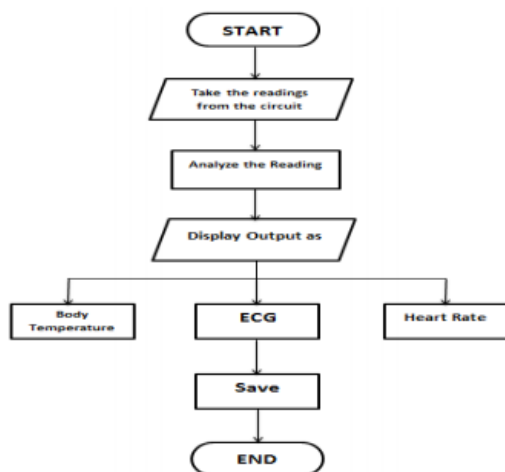 START
Take the readings
from the circuit
Analyze the Reading
Display Output as
Body
Temperature
ECG
Heart Rate
Save
END